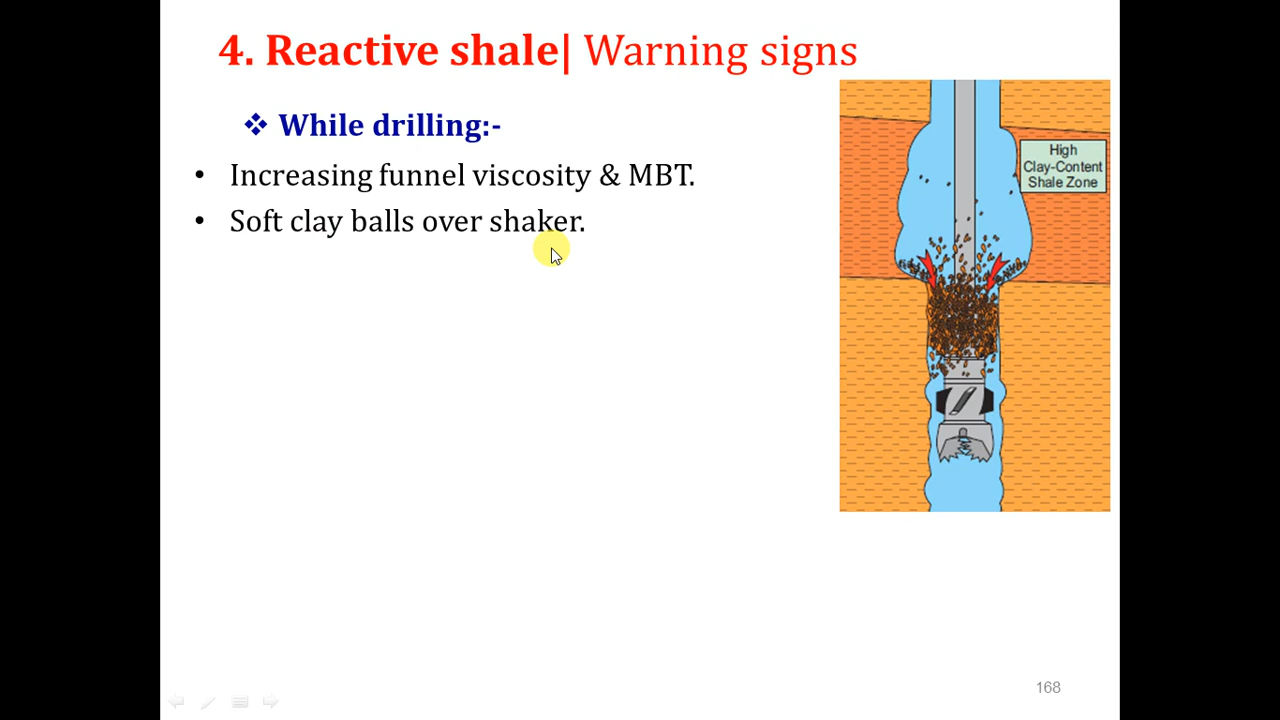 4. Reactive shale| Warning signs
❖ While drilling:-
• Increasing funnel viscosity & MBT.
• Soft clay balls over shaker.
High
Clay-Content
Shale Zone
168